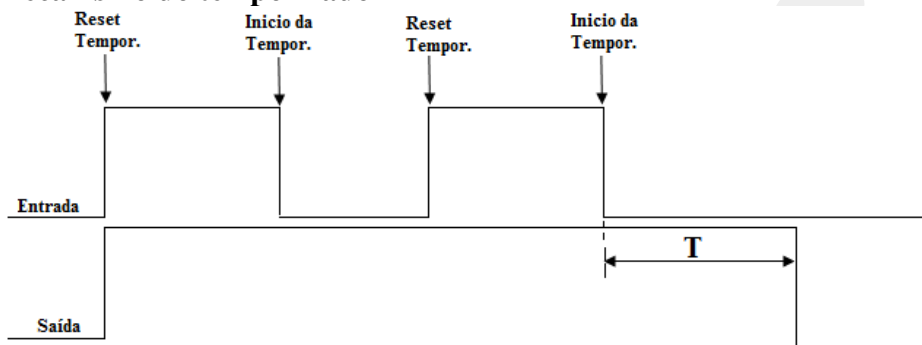 Reset
Tempor.
Inicio da
Tempor.
Reset
Tempor.
Inicio da
Tempor.
Entrada
T
Saída